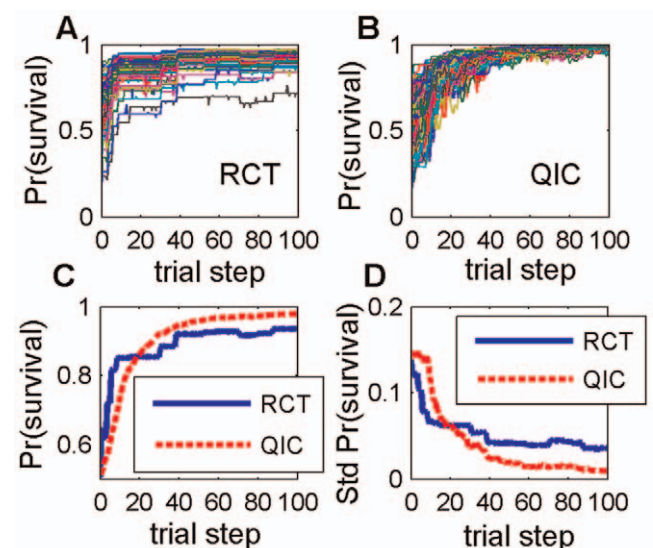 A
B
1
0.5
0
Pr(survival)
RCT
0 20 40 60 80 100
trial step
1
0.5
0
Pr(survival)
QIC
0 20 40 60 80 100
trial step
C
D
1
0.8
0.6
Pr(survival)
RCT
QIC
0 20 40 60 80 100
trial step
0.2
0.1
0
Std Pr(survival)
RCT
QIC
0 20 40 60 80 100
trial step